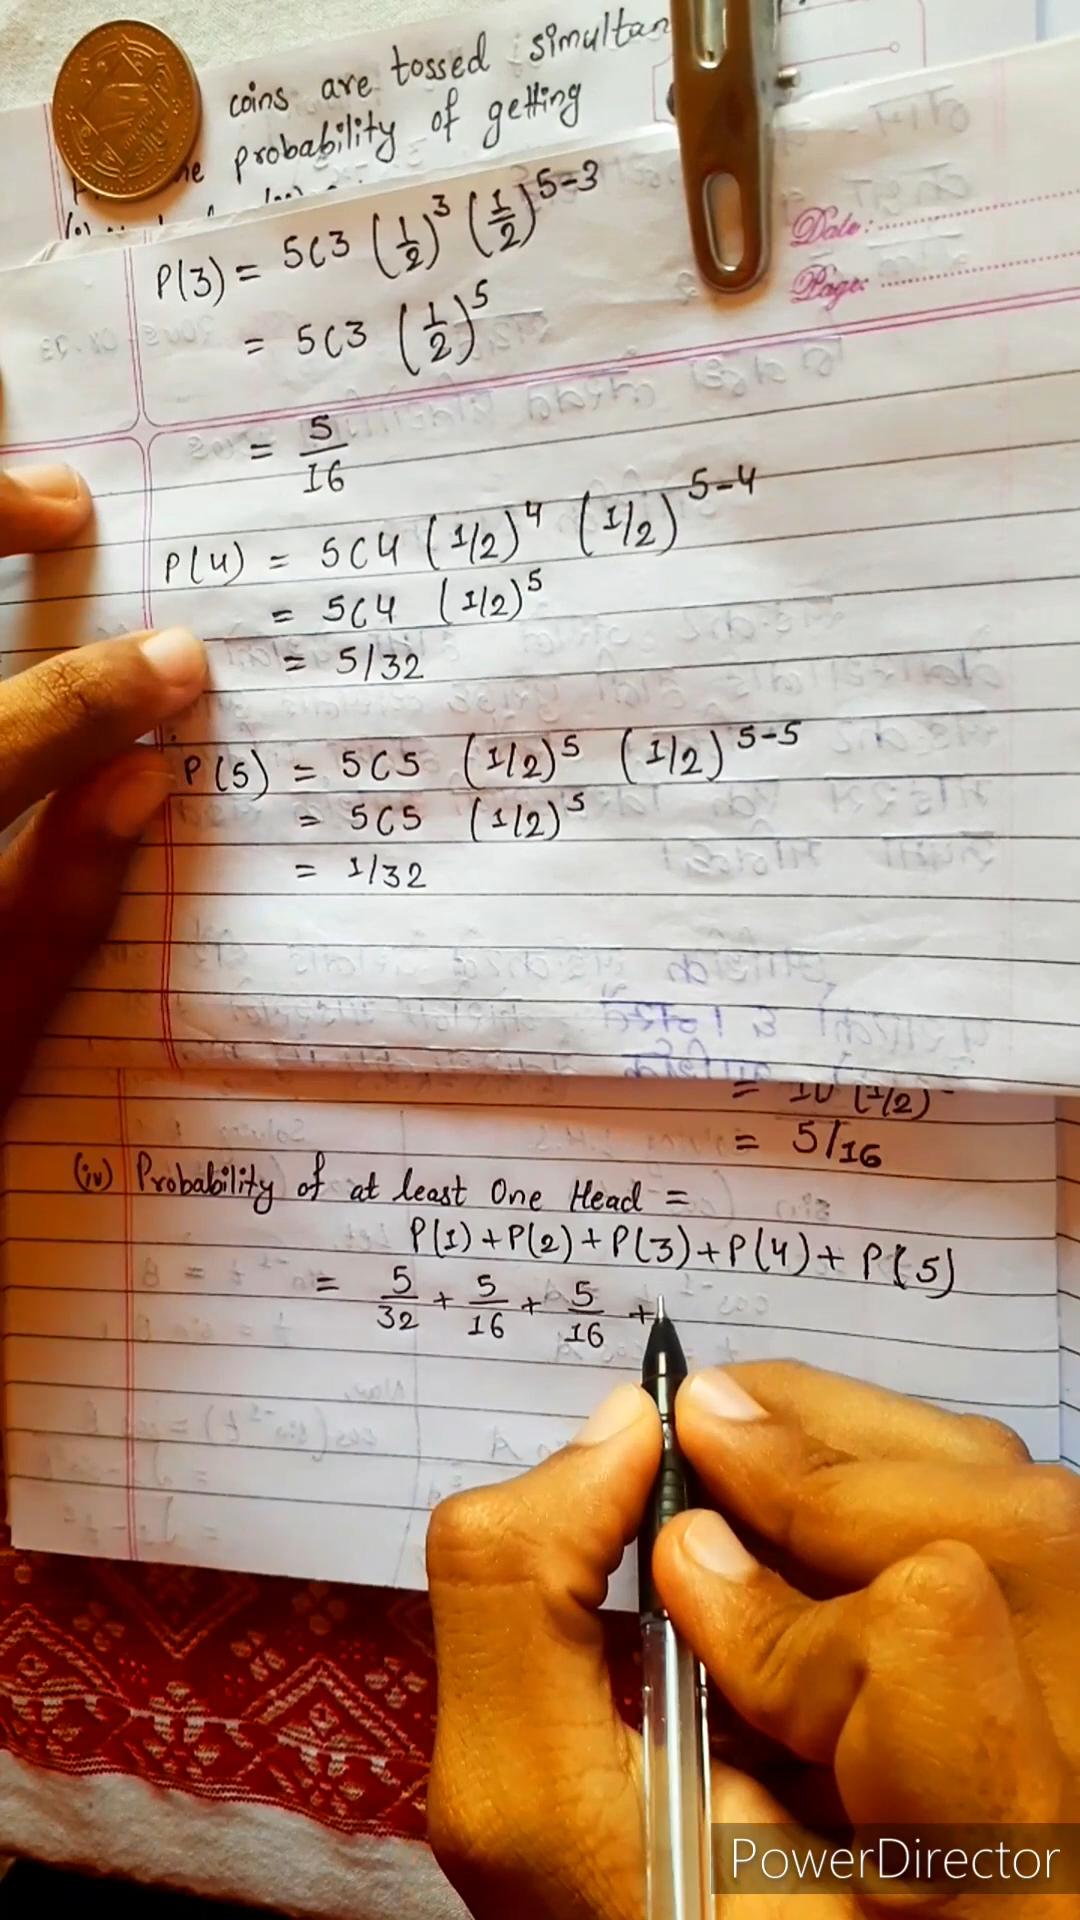 coins are tossed simultan
probability of getting
P(3) = 5C3 (1/2)³ (1/2)⁵⁻³
= 5C3 (1/2)⁵
= 5/16
P(4) = 5C4 (1/2)⁴ (1/2)⁵⁻⁴
= 5C4 (1/2)⁵
= 5/32
P(5) = 5C5 (1/2)⁵ (1/2)⁵⁻⁵
= 5C5 (1/2)⁵
= 1/32
Date:
Page:
= 10 (1/2)
= 5/16
(iv) Probability of at least One Head =
P(1) + P(2) + P(3) + P(4) + P(5)
= 5/32 + 5/16 + 5/16 +
PowerDirector